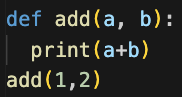 def add(a, b):
  print(a+b)
add(1,2)